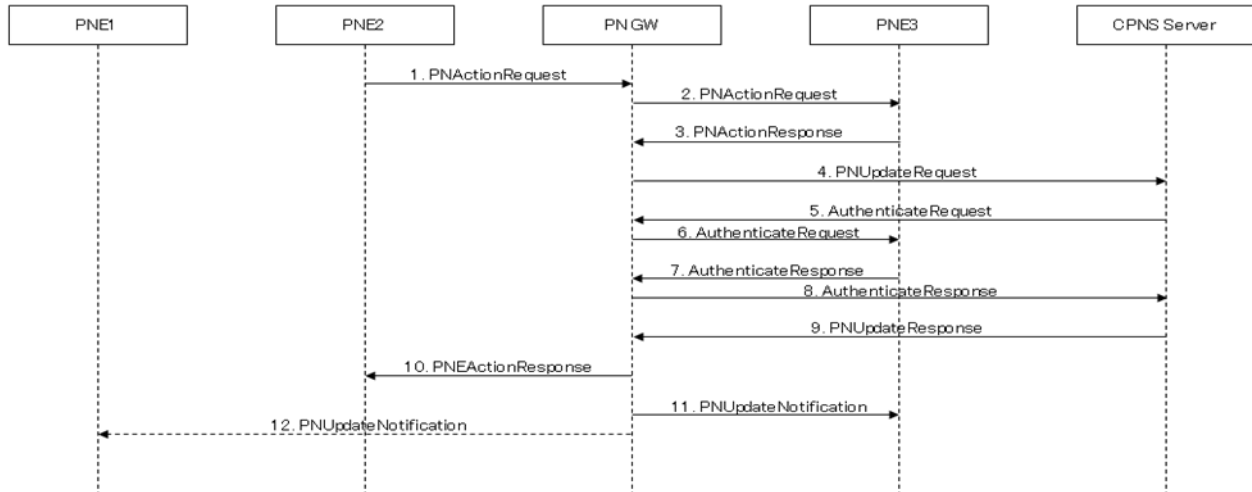 PNE1
PNE2
PN GW
PNE3
CPNS Server
1. PNActionRequest
2. PNActionRequest
3. PNActionResponse
4. PNUpdateRequest
5. AuthenticateRequest
6. AuthenticateRequest
7. AuthenticateResponse
8. AuthenticateResponse
9. PNUpdateResponse
10. PNEActionResponse
11. PNUpdateNotification
12. PNUpdateNotification